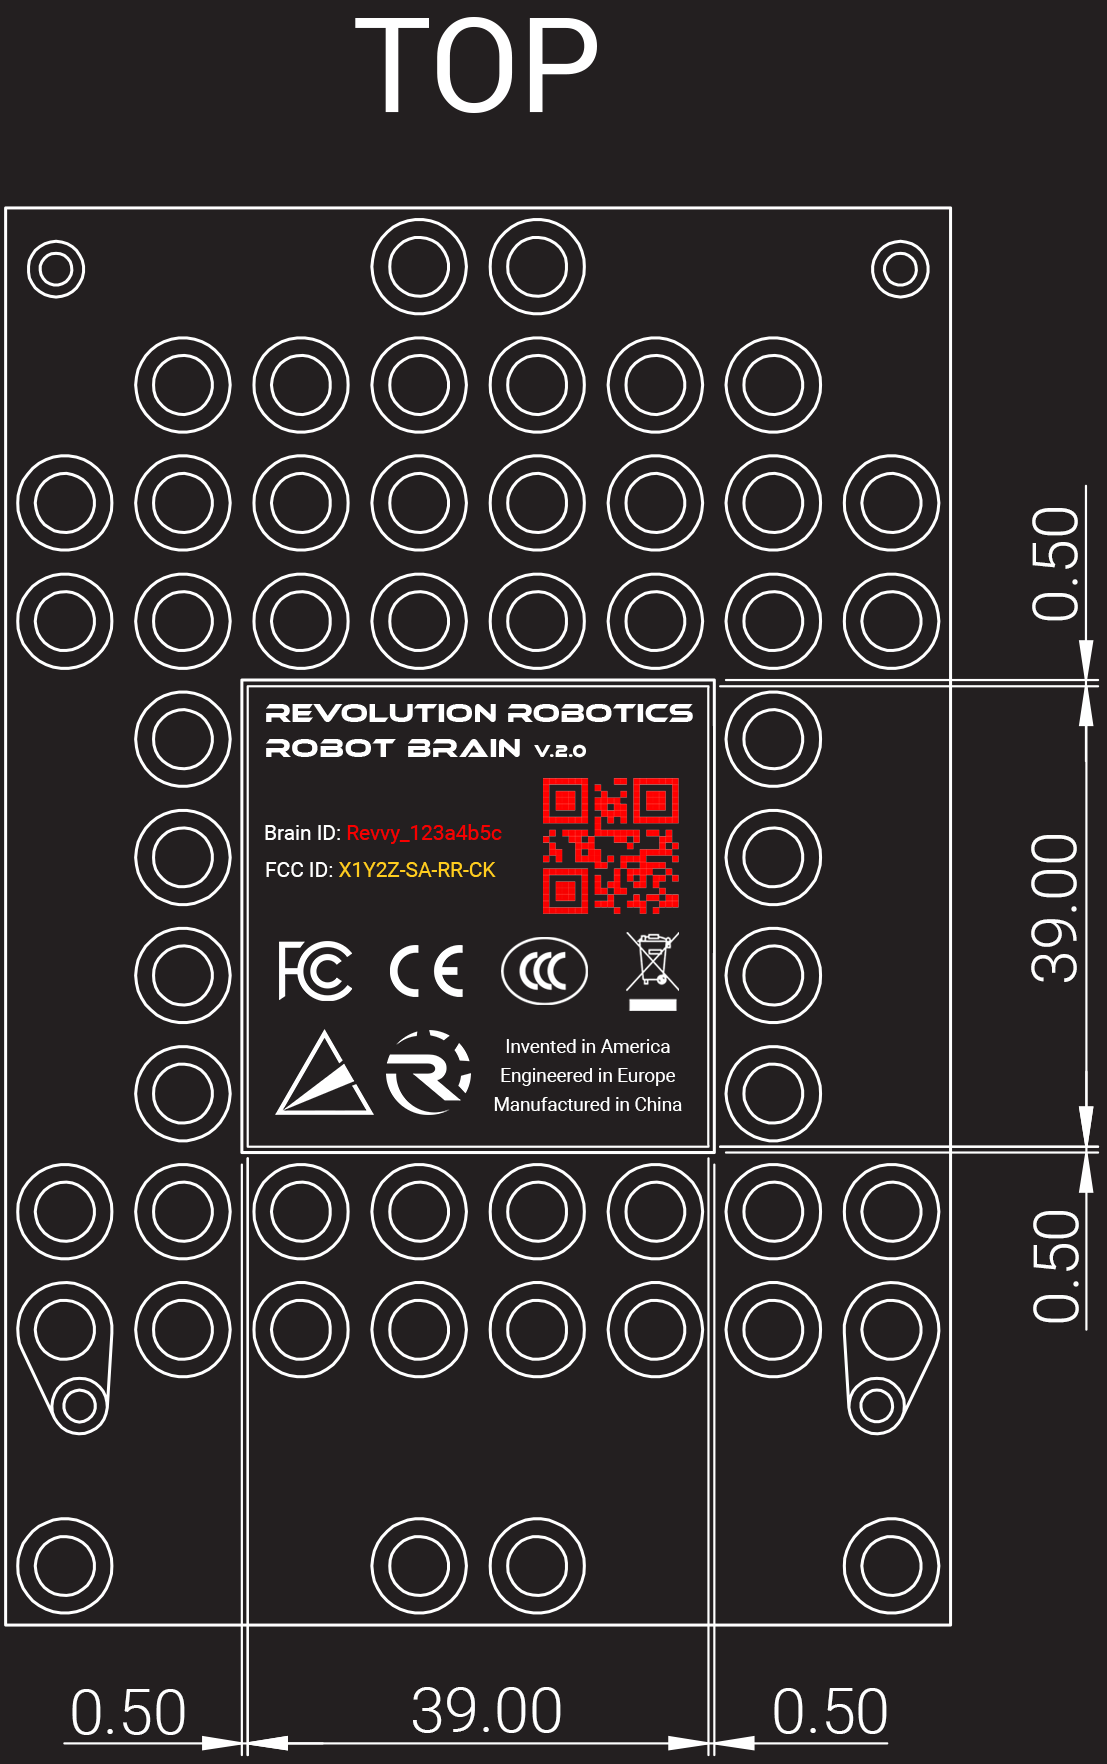 TOP
0.50
REVOLUTION ROBOTICS
ROBOT BRAIN V.2.0
Brain ID: Revvy_123a4b5c
FCC ID: X1Y2Z-SA-RR-CK
39.00
FC CE CCC
R
Invented in America
Engineered in Europe
Manufactured in China
0.50
0.50 39.00 0.50